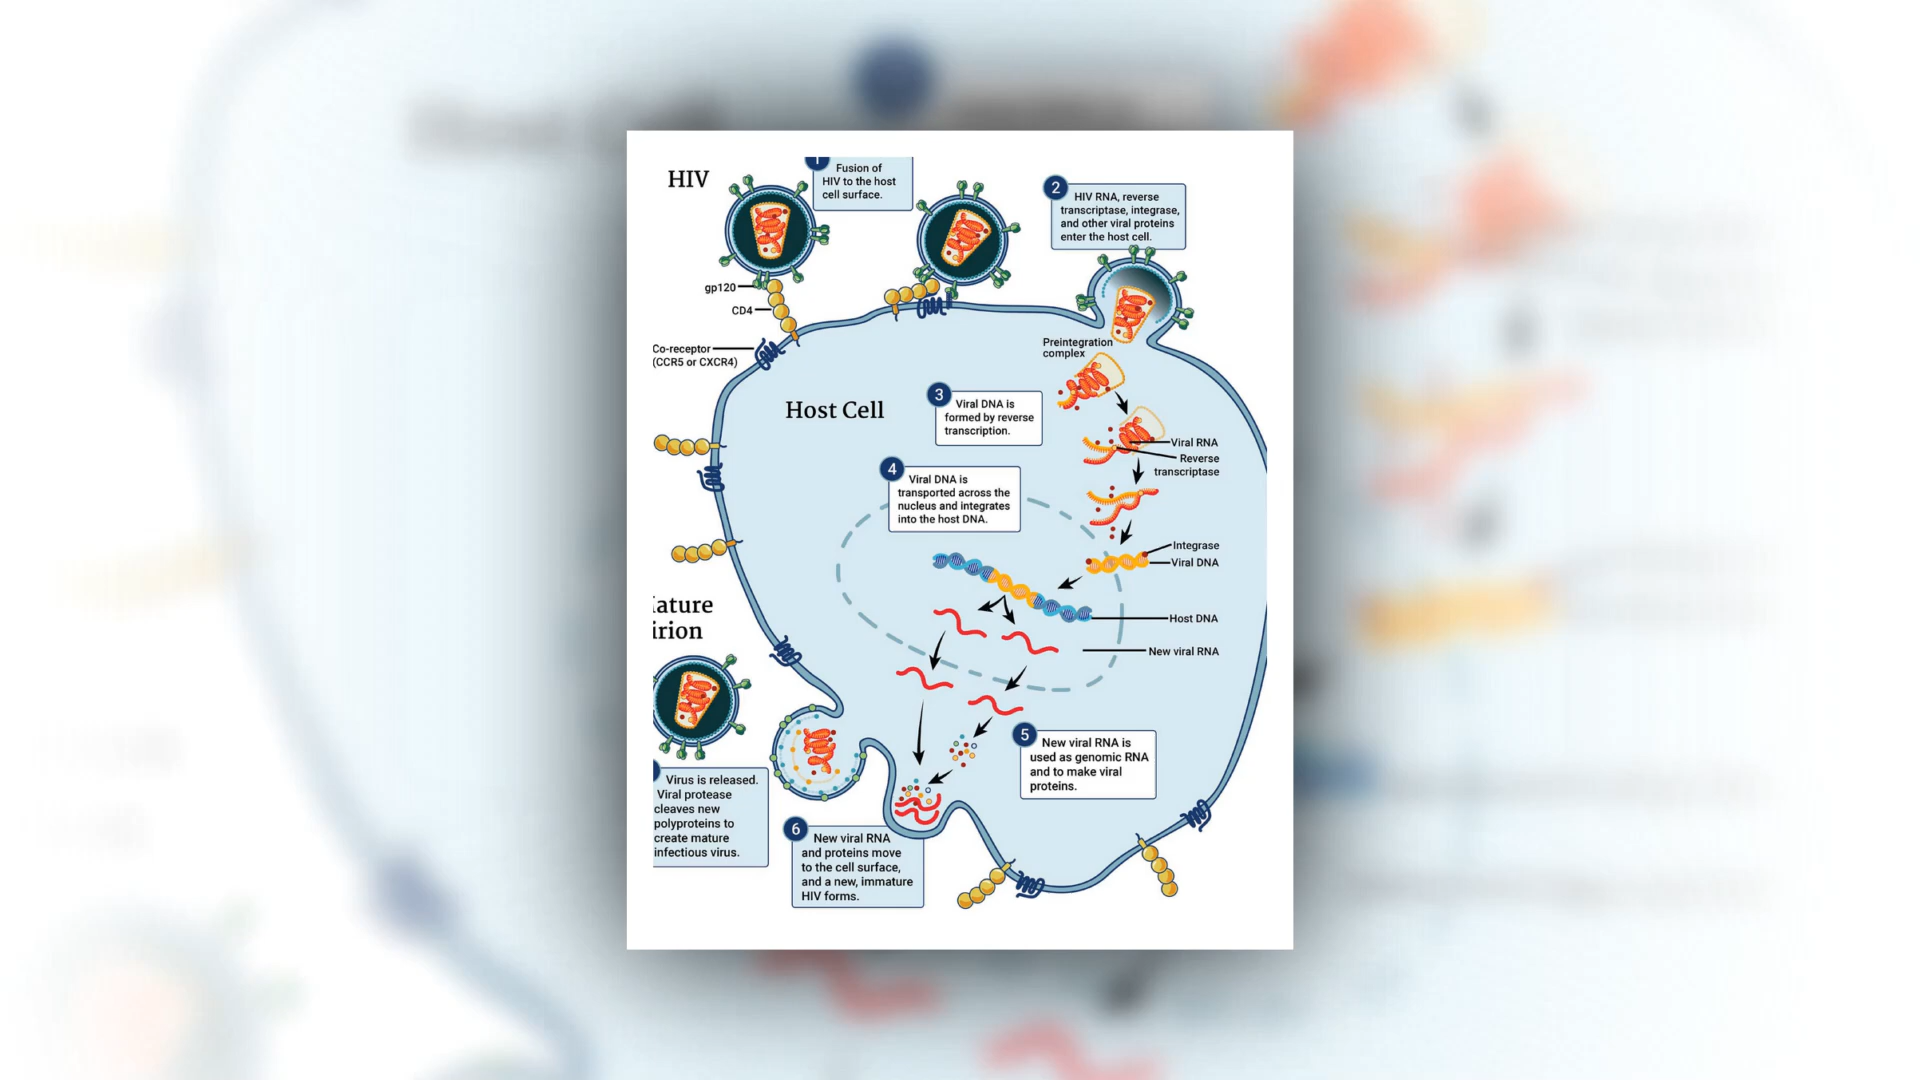 HIV
1
Fusion of
HIV to the host
cell surface.
2
HIV RNA, reverse
transcriptase, integrase,
and other viral proteins
enter the host cell.
gp120
CD4
Co-receptor
(CCR5 or CXCR4)
Preintegration
complex
Host Cell
3
Viral DNA is
formed by reverse
transcription.
Viral RNA
Reverse
transcriptase
4
Viral DNA is
transported across the
nucleus and integrates
into the host DNA.
Integrase
Viral DNA
Host DNA
New viral RNA
ature
irion
5
New viral RNA is
used as genomic RNA
and to make viral
proteins.
Virus is released.
Viral protease
cleaves new
polyproteins to
create mature
infectious virus.
6
New viral RNA
and proteins move
to the cell surface,
and a new, immature
HIV forms.